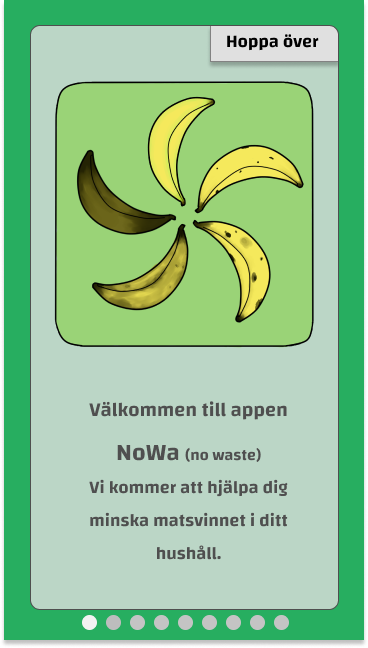 Hoppa över
Välkommen till appen
NoWa (no waste)
Vi kommer att hjälpa dig
minska matsvinnet i ditt
hushåll.